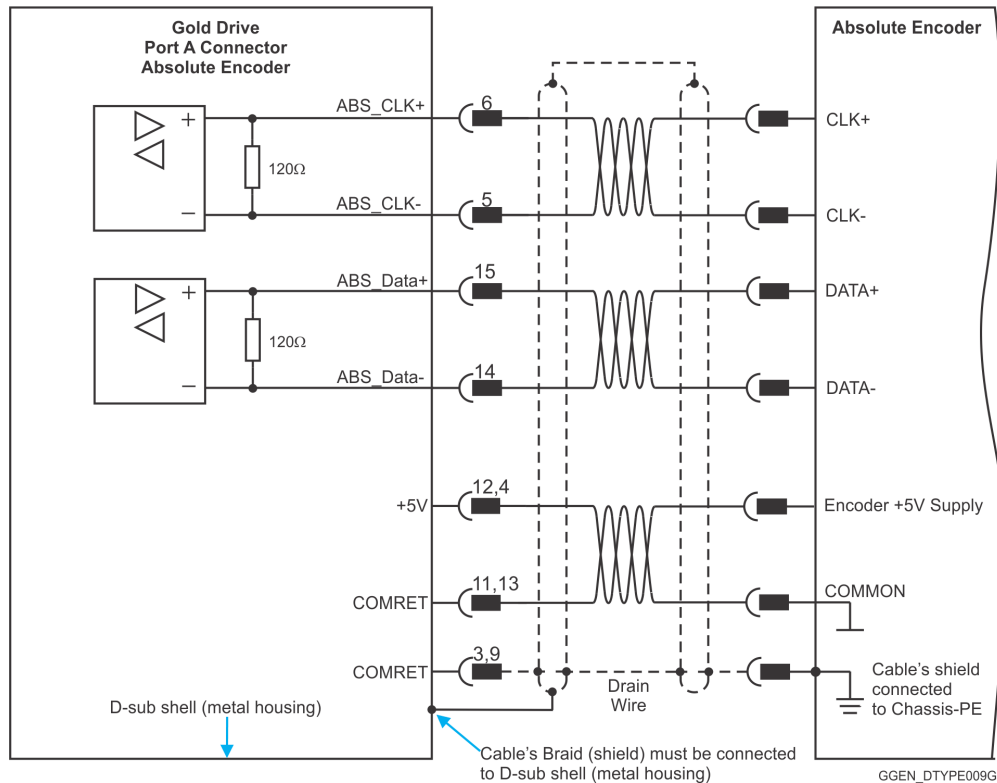 Gold Drive
Port A Connector
Absolute Encoder
Absolute Encoder
ABS_CLK+
6
CLK+
+
120Ω
–
ABS_CLK-
5
CLK-
ABS_Data+
15
DATA+
+
120Ω
–
ABS_Data-
14
DATA-
+5V
12,4
Encoder +5V Supply
COMRET
11,13
COMMON
COMRET
3,9
Drain
Wire
Cable's shield
connected
to Chassis-PE
D-sub shell (metal housing)
Cable's Braid (shield) must be connected
to D-sub shell (metal housing)
GGEN_DTYPE009G